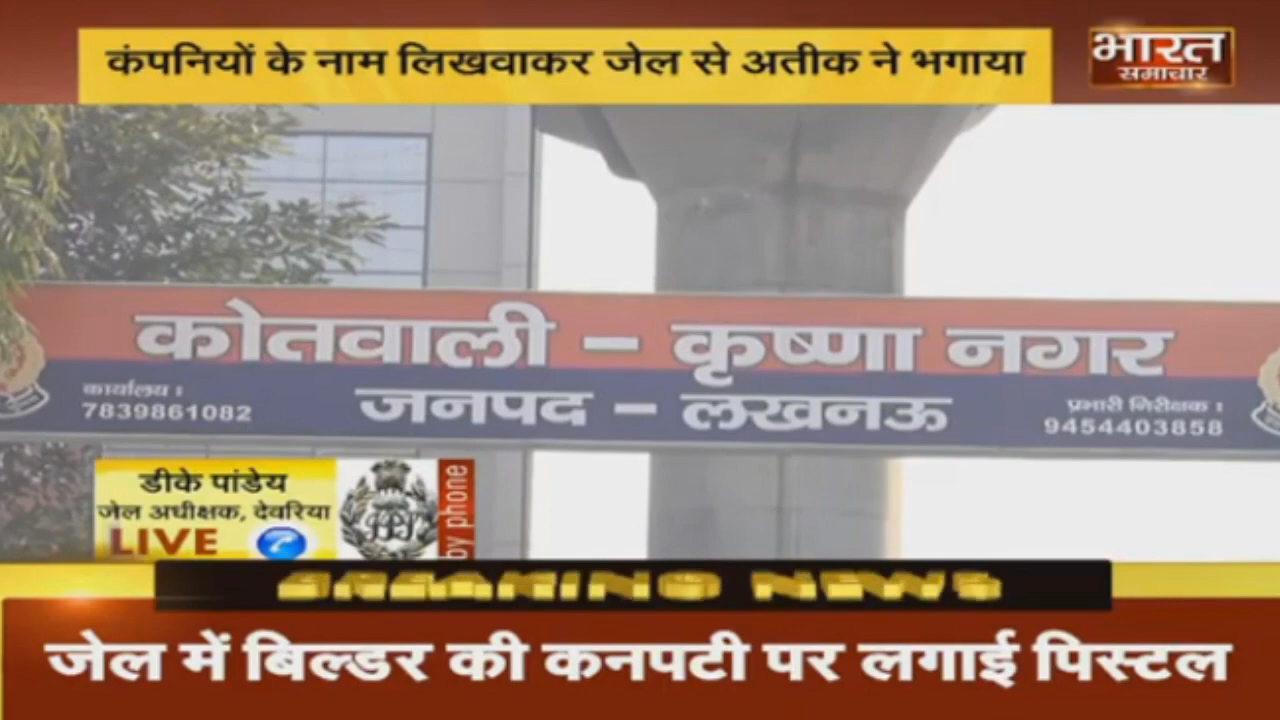 कंपनियों के नाम लिखवाकर जेल से अतीक ने भगाया
भारत
समाचार
कोतवाली - कृष्णा नगर
कार्यालय :
7839861082
जनपद - लखनऊ
प्रभारी निरीक्षक :
9454403858
डीके पांडेय
जेल अधीक्षक, देवरिया
LIVE
by phone
BREAKING NEWS
जेल में बिल्डर की कनपटी पर लगाई पिस्टल